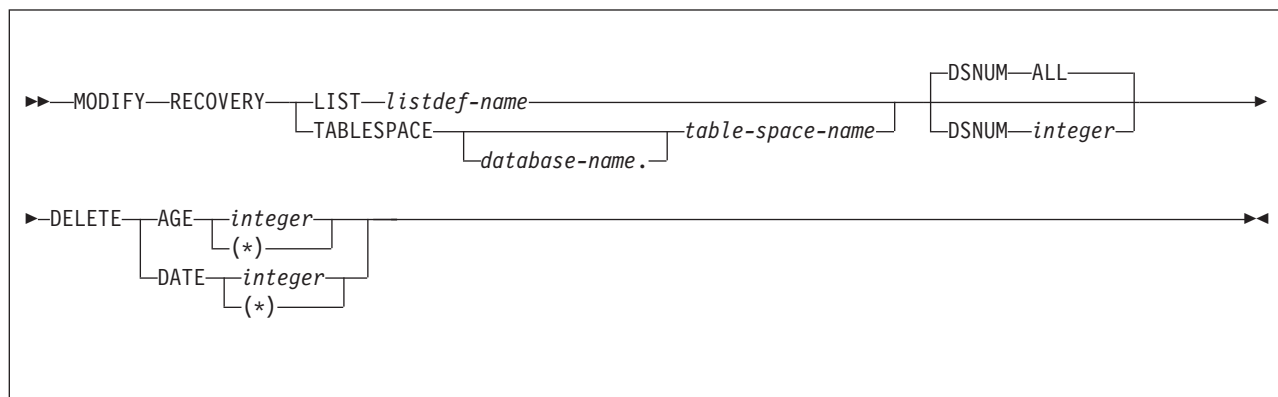 DSNUM ALL
MODIFY RECOVERY LIST listdef-name
TABLESPACE table-space-name DSNUM integer
database-name.
DELETE AGE integer
(*)
DATE integer
(*)